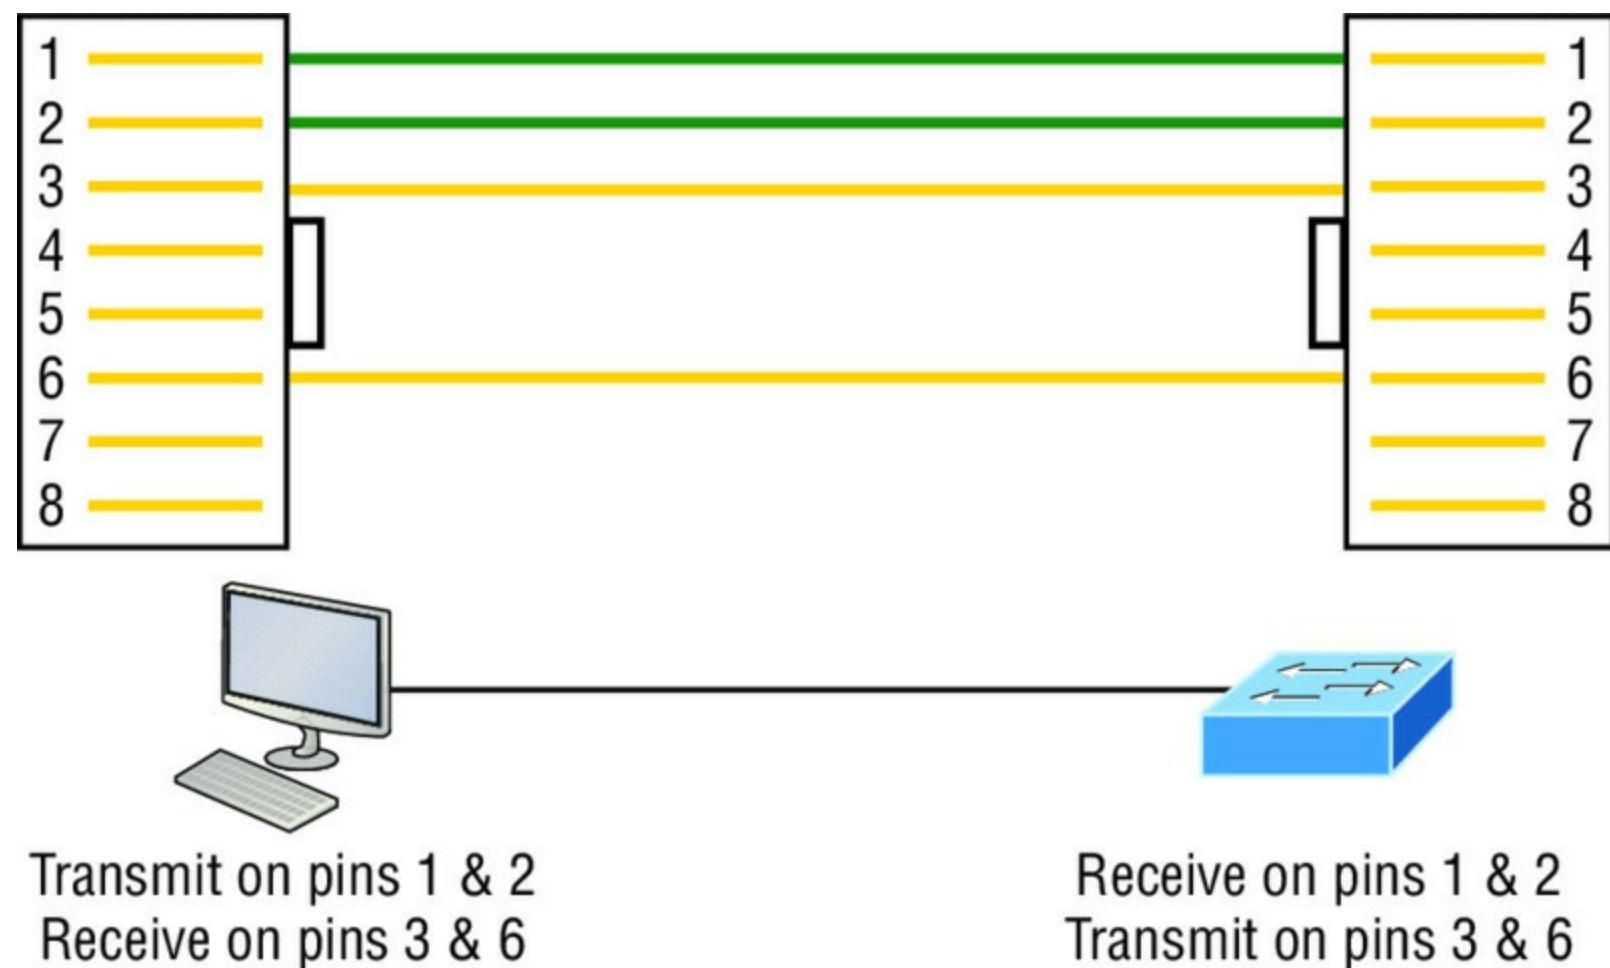 1 1
2 2
3 3
4 4
5 5
6 6
7 7
8 8
Transmit on pins 1 & 2
Receive on pins 3 & 6
Receive on pins 1 & 2
Transmit on pins 3 & 6